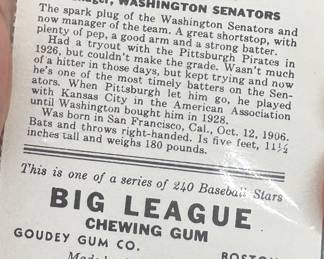 WASHINGTON SENATORS
The spark plug of the Washington Senators and
now manager of the team. A great shortstop, with
plenty of pep, a good arm and a strong batter.
Had a tryout with the Pittsburgh Pirates in
1926, but couldn't make the grade. Wasn't much
of a hitter in those days, but kept trying and now
he's one of the most timely batters on the Sen-
ators. When Pittsburgh let him go, he played
with Kansas City in the American Association
until Washington bought him in 1928.
Was born in San Francisco, Cal., Oct. 12, 1906.
Bats and throws right-handed. Is five feet, 11½
inches tall and weighs 180 pounds.
This is one of a series of 240 Baseball Stars
BIG LEAGUE
CHEWING GUM
GOUDEY GUM CO. BOSTON